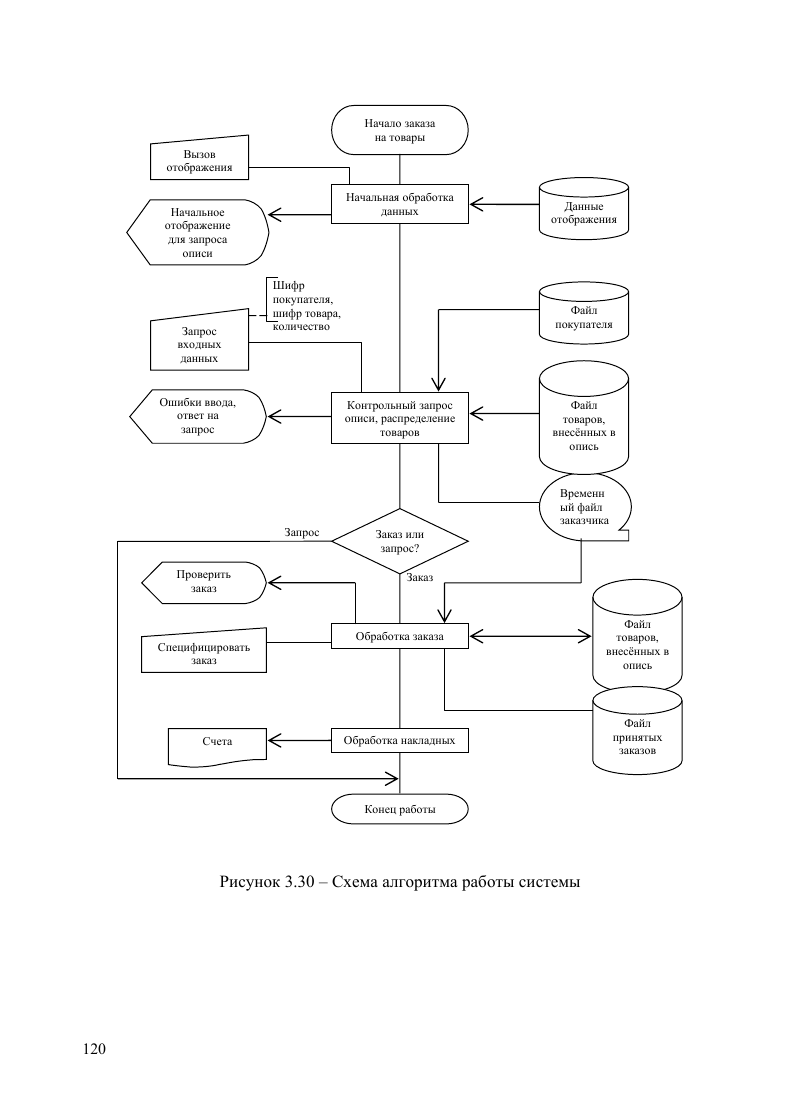 Начало заказа
на товары
Вызов
отображения
Начальная обработка
данных
Данные
отображения
Начальное
отображение
для запроса
описи
Шифр
покупателя,
шифр товара,
количество
Файл
покупателя
Запрос
входных
данных
Ошибки ввода,
ответ на
запрос
Контрольный запрос
описи, распределение
товаров
Файл
товаров,
внесённых в
опись
Временн
ый файл
заказчика
Запрос
Заказ или
запрос?
Заказ
Проверить
заказ
Обработка заказа
Файл
товаров,
внесённых в
опись
Специфицировать
заказ
Счета
Обработка накладных
Файл
принятых
заказов
Конец работы
Рисунок 3.30 – Схема алгоритма работы системы
120